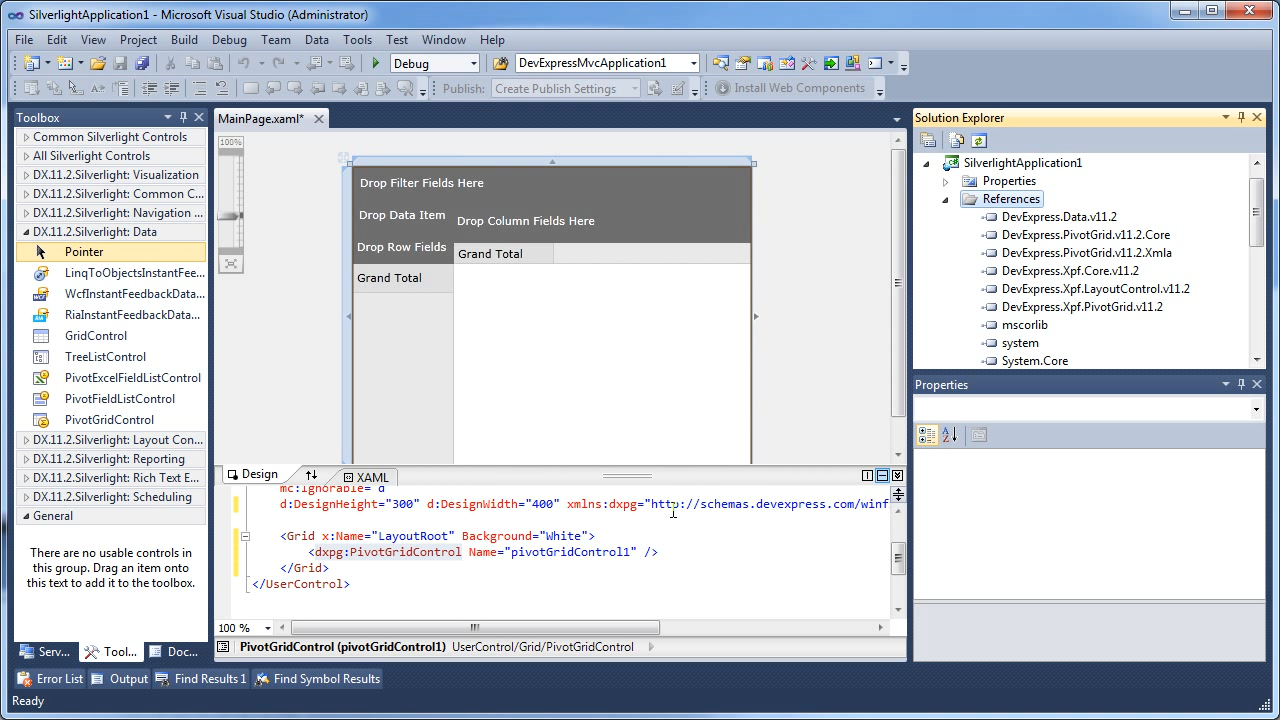 SilverlightApplication1 - Microsoft Visual Studio (Administrator)
File Edit View Project Build Debug Team Data Tools Test Window Help
Debug DevExpressMvcApplication1
Publish: Create Publish Settings Install Web Components
Toolbox
Common Silverlight Controls
All Silverlight Controls
DX.11.2.Silverlight: Visualization
DX.11.2.Silverlight: Common C...
DX.11.2.Silverlight: Navigation ...
DX.11.2.Silverlight: Data
Pointer
LinqToObjectsInstantFee...
WcfInstantFeedbackData...
RiaInstantFeedbackData...
GridControl
TreeListControl
PivotExcelFieldListControl
PivotFieldListControl
PivotGridControl
DX.11.2.Silverlight: Layout Con...
DX.11.2.Silverlight: Reporting
DX.11.2.Silverlight: Rich Text E...
DX.11.2.Silverlight: Scheduling
General
There are no usable controls in
this group. Drag an item onto
this text to add it to the toolbox.
Serv... Tool... Doc...
MainPage.xaml*
100%
Drop Filter Fields Here
Drop Data Item
Drop Column Fields Here
Drop Row Fields
Grand Total
Grand Total
Design XAML
mc:Ignorable="d"
d:DesignHeight="300" d:DesignWidth="400" xmlns:dxpg="http://schemas.devexpress.com/winf
<Grid x:Name="LayoutRoot" Background="White">
<dxpg:PivotGridControl Name="pivotGridControl1" />
</Grid>
</UserControl>
100 %
PivotGridControl (pivotGridControl1) UserControl/Grid/PivotGridControl
Solution Explorer
SilverlightApplication1
Properties
References
DevExpress.Data.v11.2
DevExpress.PivotGrid.v11.2.Core
DevExpress.PivotGrid.v11.2.Xmla
DevExpress.Xpf.Core.v11.2
DevExpress.Xpf.LayoutControl.v11.2
DevExpress.Xpf.PivotGrid.v11.2
mscorlib
system
System.Core
Properties
Error List Output Find Results 1 Find Symbol Results
Ready